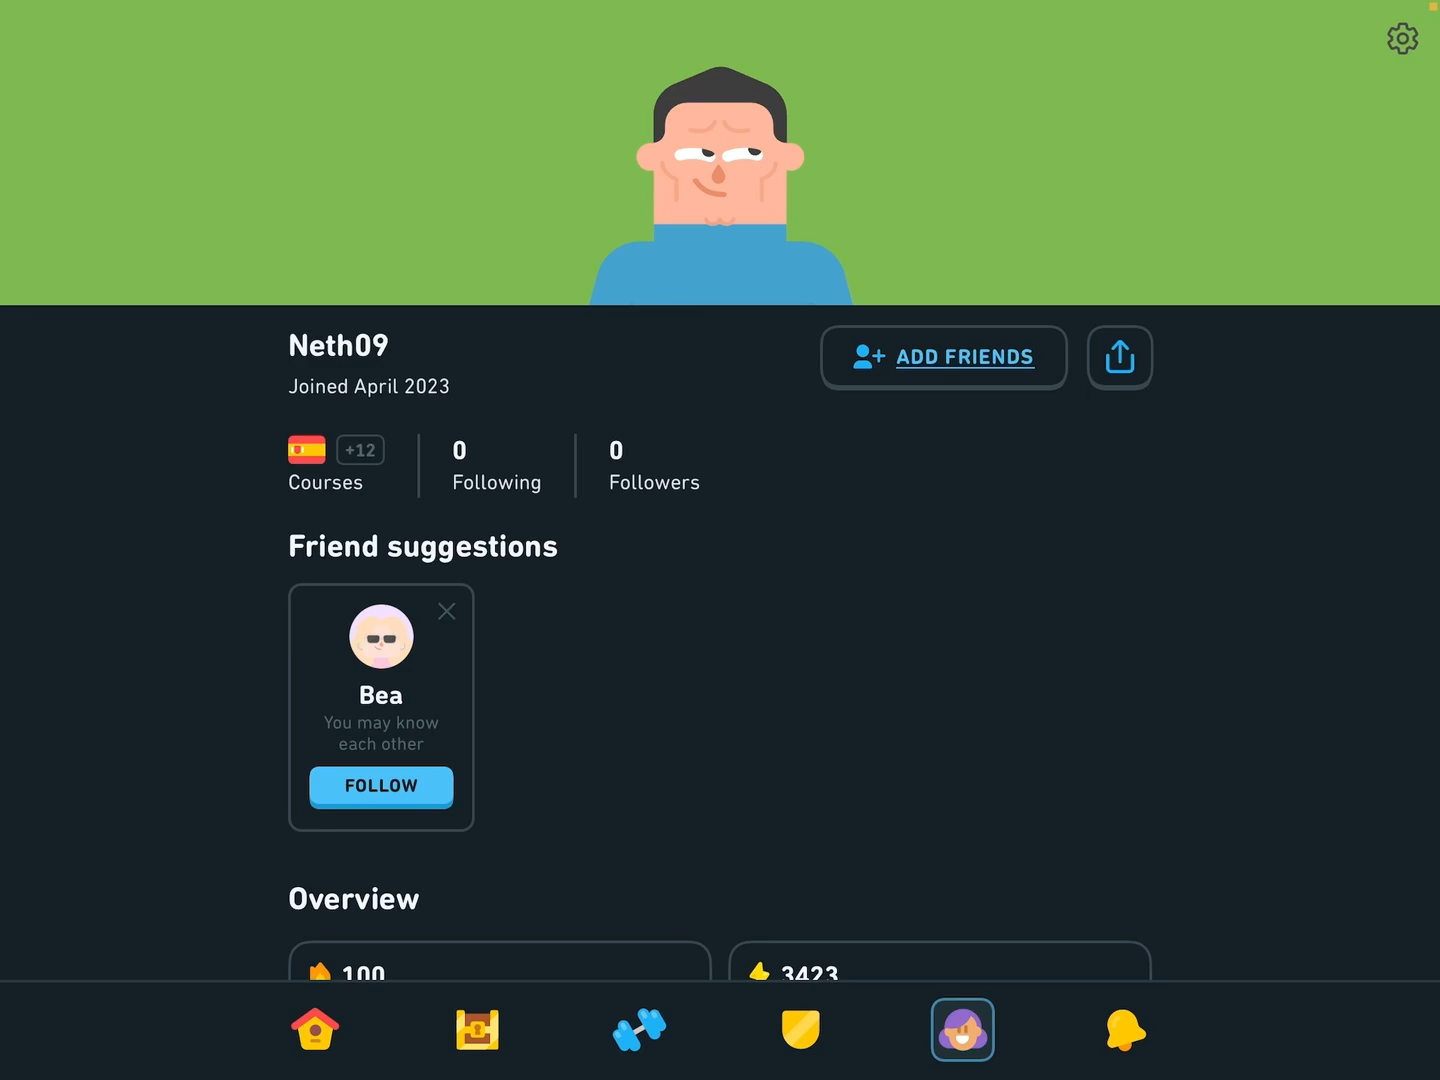 Neth09
Joined April 2023
ADD FRIENDS
+12
Courses
0
Following
0
Followers
Friend suggestions
Bea
You may know
each other
FOLLOW
Overview
100
3423